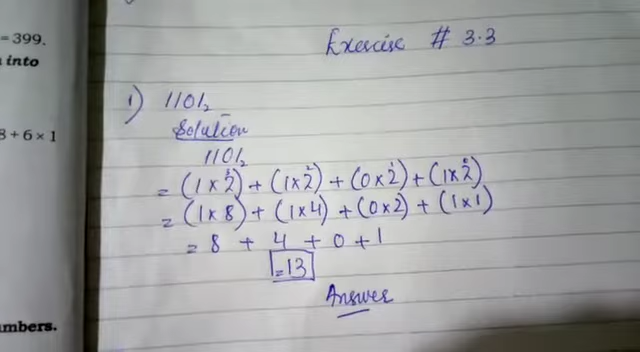 = 399.
into
8 + 6 × 1
umbers.
Exercise # 3.3
1) 1101₂
Solution
1101₂
= (1×2³) + (1×2²) + (0×2¹) + (1×2⁰)
= (1×8) + (1×4) + (0×2) + (1×1)
= 8 + 4 + 0 + 1
= 13
Answer